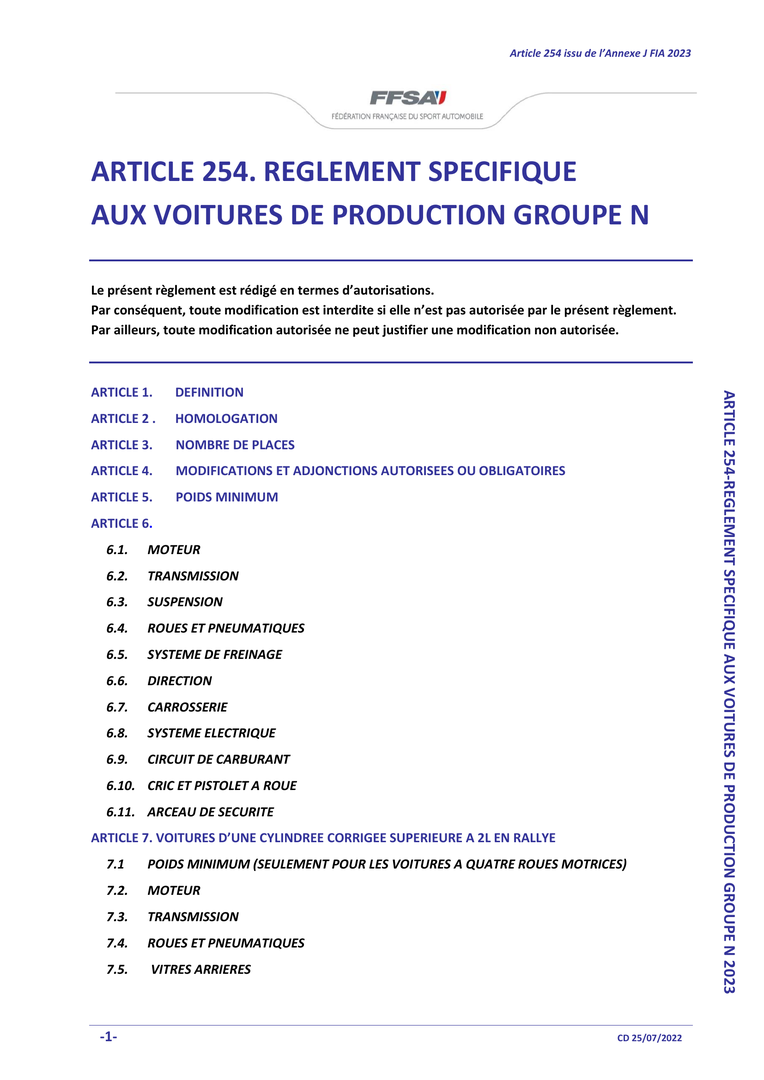 Article 254 issu de l'Annexe J FIA 2023
FFSA
FÉDÉRATION FRANÇAISE DU SPORT AUTOMOBILE
ARTICLE 254. REGLEMENT SPECIFIQUE
AUX VOITURES DE PRODUCTION GROUPE N
Le présent règlement est rédigé en termes d'autorisations.
Par conséquent, toute modification est interdite si elle n'est pas autorisée par le présent règlement.
Par ailleurs, toute modification autorisée ne peut justifier une modification non autorisée.
ARTICLE 1. DEFINITION
ARTICLE 2 . HOMOLOGATION
ARTICLE 3. NOMBRE DE PLACES
ARTICLE 4. MODIFICATIONS ET ADJONCTIONS AUTORISEES OU OBLIGATOIRES
ARTICLE 5. POIDS MINIMUM
ARTICLE 6.
6.1. MOTEUR
6.2. TRANSMISSION
6.3. SUSPENSION
6.4. ROUES ET PNEUMATIQUES
6.5. SYSTEME DE FREINAGE
6.6. DIRECTION
6.7. CARROSSERIE
6.8. SYSTEME ELECTRIQUE
6.9. CIRCUIT DE CARBURANT
6.10. CRIC ET PISTOLET A ROUE
6.11. ARCEAU DE SECURITE
ARTICLE 7. VOITURES D'UNE CYLINDREE CORRIGEE SUPERIEURE A 2L EN RALLYE
7.1 POIDS MINIMUM (SEULEMENT POUR LES VOITURES A QUATRE ROUES MOTRICES)
7.2. MOTEUR
7.3. TRANSMISSION
7.4. ROUES ET PNEUMATIQUES
7.5. VITRES ARRIERES
ARTICLE 254-REGLEMENT SPECIFIQUE AUX VOITURES DE PRODUCTION GROUPE N 2023
-1-
CD 25/07/2022